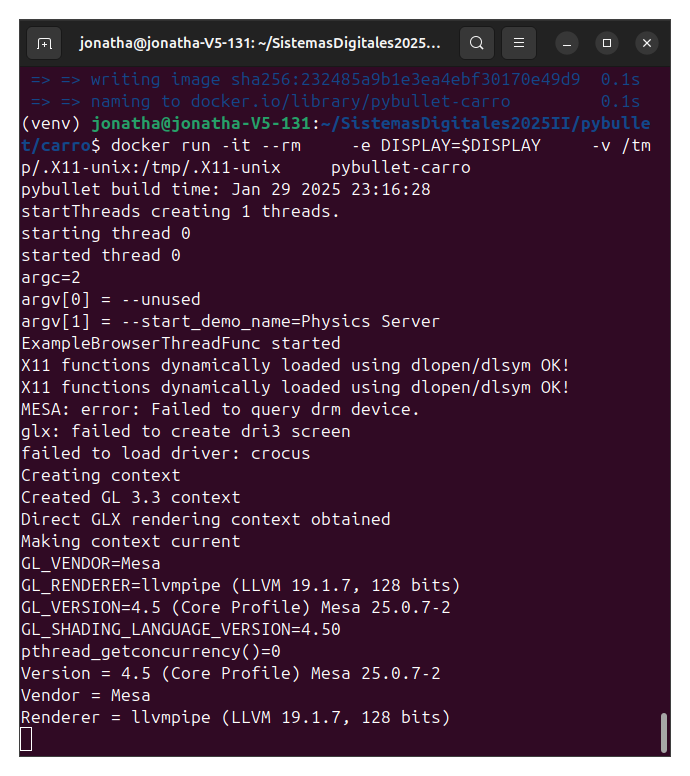 jonatha@jonatha-V5-131: ~/SistemasDigitales2025...
=> => writing image sha256:232485a9b1e3ea4ebf30170e49d9  0.1s
=> => naming to docker.io/library/pybullet-carro         0.1s
(venv) jonatha@jonatha-V5-131:~/SistemasDigitales2025II/pybulle
t/carro$ docker run -it --rm     -e DISPLAY=$DISPLAY     -v /tm
p/.X11-unix:/tmp/.X11-unix     pybullet-carro
pybullet build time: Jan 29 2025 23:16:28
startThreads creating 1 threads.
starting thread 0
started thread 0
argc=2
argv[0] = --unused
argv[1] = --start_demo_name=Physics Server
ExampleBrowserThreadFunc started
X11 functions dynamically loaded using dlopen/dlsym OK!
X11 functions dynamically loaded using dlopen/dlsym OK!
MESA: error: Failed to query drm device.
glx: failed to create dri3 screen
failed to load driver: crocus
Creating context
Created GL 3.3 context
Direct GLX rendering context obtained
Making context current
GL_VENDOR=Mesa
GL_RENDERER=llvmpipe (LLVM 19.1.7, 128 bits)
GL_VERSION=4.5 (Core Profile) Mesa 25.0.7-2
GL_SHADING_LANGUAGE_VERSION=4.50
pthread_getconcurrency()=0
Version = 4.5 (Core Profile) Mesa 25.0.7-2
Vendor = Mesa
Renderer = llvmpipe (LLVM 19.1.7, 128 bits)